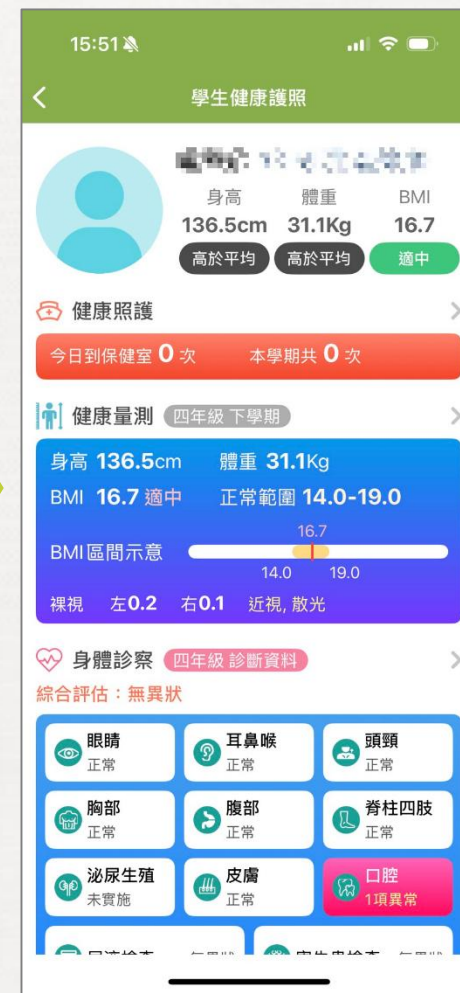 15:51
學生健康護照
身高 體重 BMI
136.5cm 31.1Kg 16.7
高於平均 高於平均 適中
健康照護
今日到保健室 0 次 本學期共 0 次
健康量測 四年級 下學期
身高 136.5cm 體重 31.1Kg
BMI 16.7 適中 正常範圍 14.0-19.0
16.7
BMI區間示意
14.0 19.0
裸視 左0.2 右0.1 近視, 散光
身體診察 四年級 診斷資料
綜合評估：無異狀
眼睛 耳鼻喉 頭頸
正常 正常 正常
胸部 腹部 脊柱四肢
正常 正常 正常
泌尿生殖 皮膚 口腔
未實施 正常 1項異常